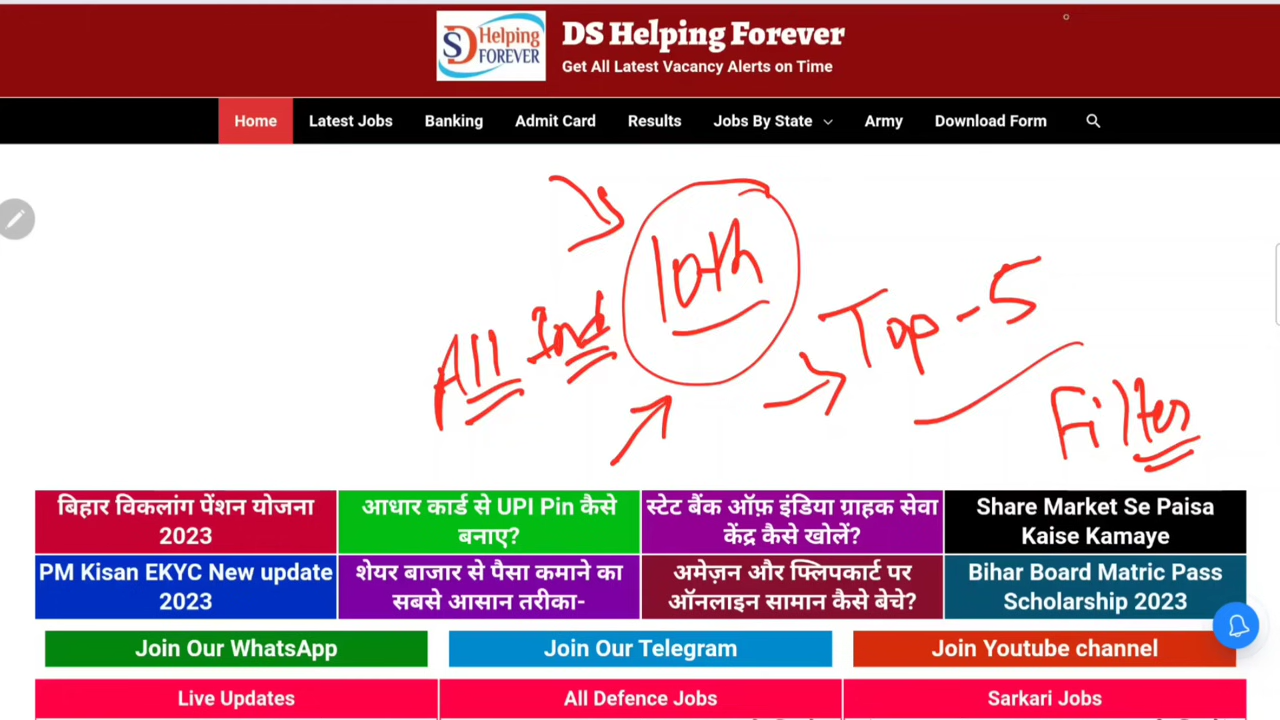 SD Helping
FOREVER
DS Helping Forever
Get All Latest Vacancy Alerts on Time
Home Latest Jobs Banking Admit Card Results Jobs By State Army Download Form
10th
All Ind
Top-5
Filter
बिहार विकलांग पेंशन योजना
2023
आधार कार्ड से UPI Pin कैसे
बनाए?
स्टेट बैंक ऑफ़ इंडिया ग्राहक सेवा
केंद्र कैसे खोलें?
Share Market Se Paisa
Kaise Kamaye
PM Kisan EKYC New update
2023
शेयर बाजार से पैसा कमाने का
सबसे आसान तरीका-
अमेज़न और फ्लिपकार्ट पर
ऑनलाइन सामान कैसे बेचे?
Bihar Board Matric Pass
Scholarship 2023
Join Our WhatsApp
Join Our Telegram
Join Youtube channel
Live Updates
All Defence Jobs
Sarkari Jobs